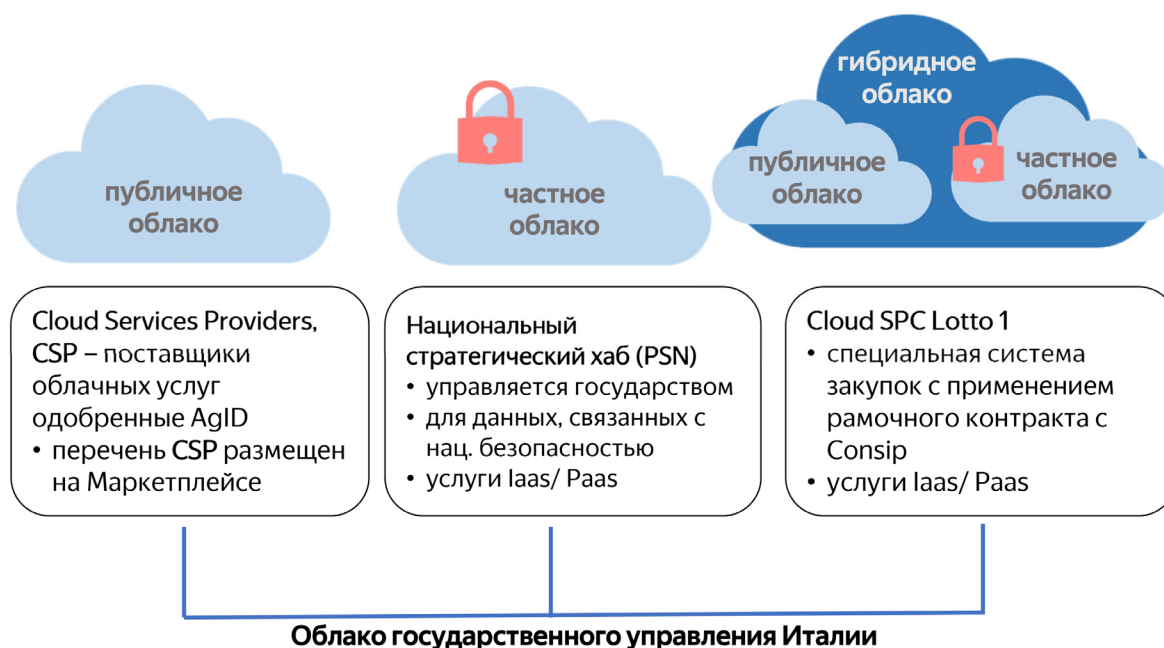 публичное
облако
частное
облако
гибридное
облако
публичное
облако
частное
облако
Cloud Services Providers,
CSP – поставщики
облачных услуг
одобренные AgID
• перечень CSP размещен
на Маркетплейсе
Национальный
стратегический хаб (PSN)
• управляется государством
• для данных, связанных с
нац. безопасностью
• услуги Iaas/ Paas
Cloud SPC Lotto 1
• специальная система
закупок с применением
рамочного контракта с
Consip
• услуги Iaas/ Paas
Облако государственного управления Италии